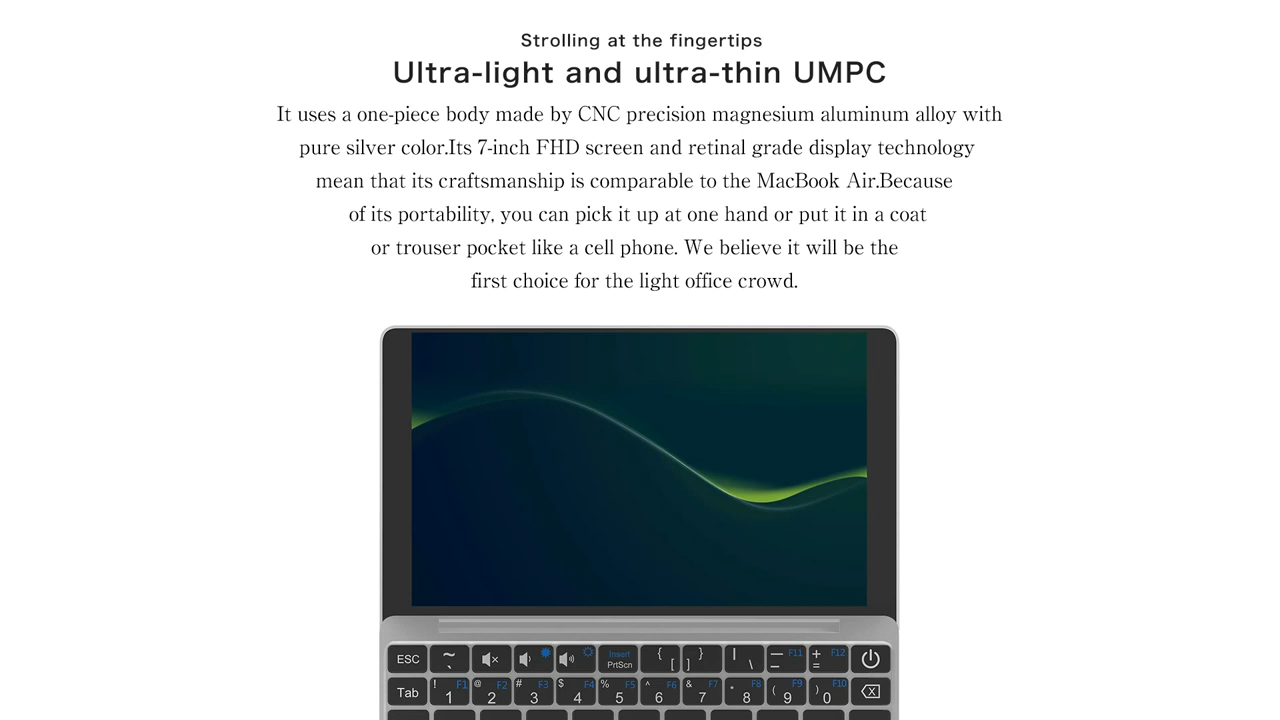 Strolling at the fingertips
Ultra-light and ultra-thin UMPC
It uses a one-piece body made by CNC precision magnesium aluminum alloy with
pure silver color.Its 7-inch FHD screen and retinal grade display technology
mean that its craftsmanship is comparable to the MacBook Air.Because
of its portability, you can pick it up at one hand or put it in a coat
or trouser pocket like a cell phone. We believe it will be the
first choice for the light office crowd.
ESC ~ ` Insert PrtScn { [ } ] | \ — – F11 + = F12
Tab ! 1 F1 @ 2 F2 # 3 F3 $ 4 F4 % 5 F5 ^ 6 F6 & 7 F7 * 8 F8 ( 9 F9 ) 0 F10